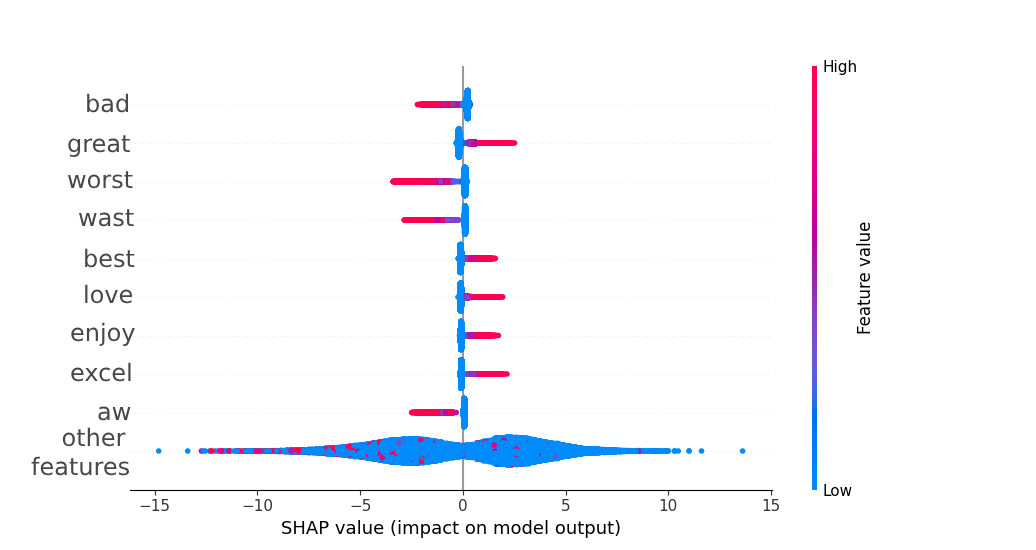 High
bad
great
worst
wast
best
love
enjoy
excel
aw
other
features
Feature value
Low
−15 −10 −5 0 5 10 15
SHAP value (impact on model output)